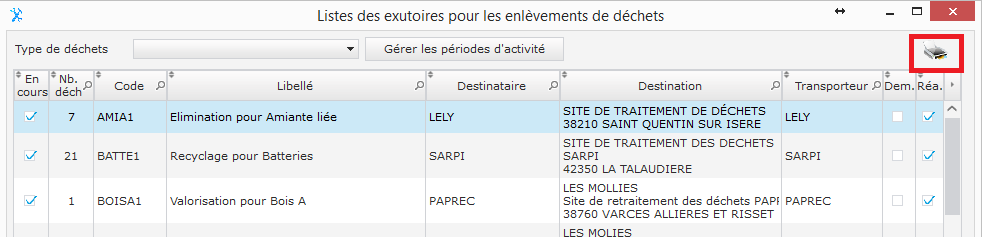 Listes des exutoires pour les enlèvements de déchets
Type de déchets
Gérer les périodes d'activité
En cours Nb. déch Code Libellé Destinataire Destination Transporteur Dem. Réa.
7 AMIA1 Elimination pour Amiante liée LELY SITE DE TRAITEMENT DE DÉCHETS LELY
38210 SAINT QUENTIN SUR ISERE
21 BATTE1 Recyclage pour Batteries SARPI SITE DE TRAITEMENT DES DECHETS SARPI
SARPI
42350 LA TALAUDIERE
1 BOISA1 Valorisation pour Bois A PAPREC LES MOLLIES PAPREC
Site de retraitement des déchets PAPR
38760 VARCES ALLIERES ET RISSET
LES MOLIES